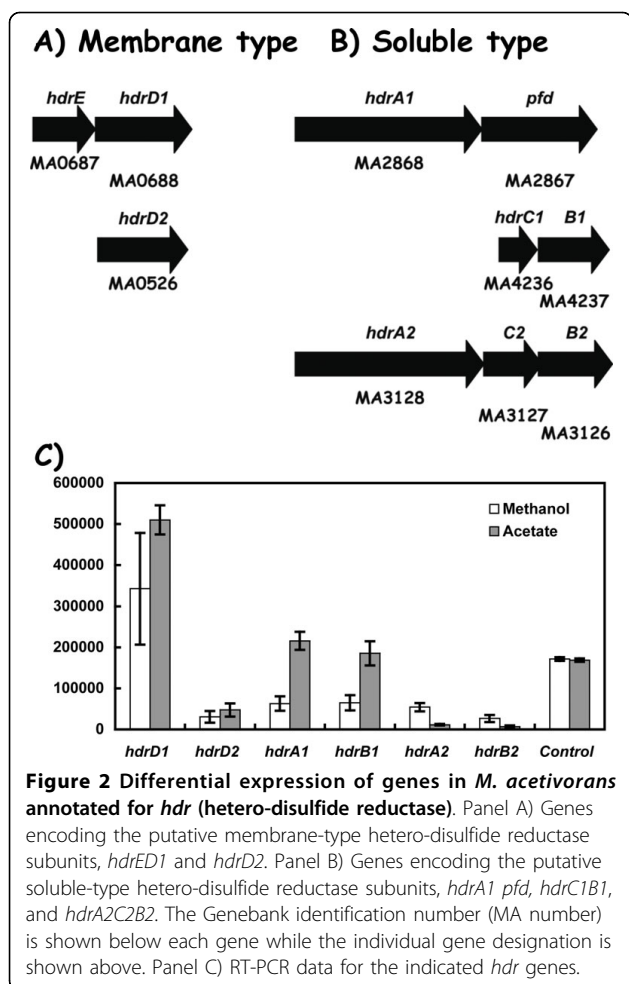 A) Membrane type B) Soluble type
hdrE hdrD1 hdrA1 pfd
MA0687 MA0688 MA2868 MA2867
hdrD2 hdrC1 B1
MA0526 MA4236 MA4237
hdrA2 C2 B2
MA3128 MA3127 MA3126
C)
600000
500000
400000
300000
200000
100000
0
Methanol
Acetate
hdrD1 hdrD2 hdrA1 hdrB1 hdrA2 hdrB2 Control
Figure 2 Differential expression of genes in M. acetivorans
annotated for hdr (hetero-disulfide reductase). Panel A) Genes
encoding the putative membrane-type hetero-disulfide reductase
subunits, hdrED1 and hdrD2. Panel B) Genes encoding the putative
soluble-type hetero-disulfide reductase subunits, hdrA1 pfd, hdrC1B1,
and hdrA2C2B2. The Genebank identification number (MA number)
is shown below each gene while the individual gene designation is
shown above. Panel C) RT-PCR data for the indicated hdr genes.